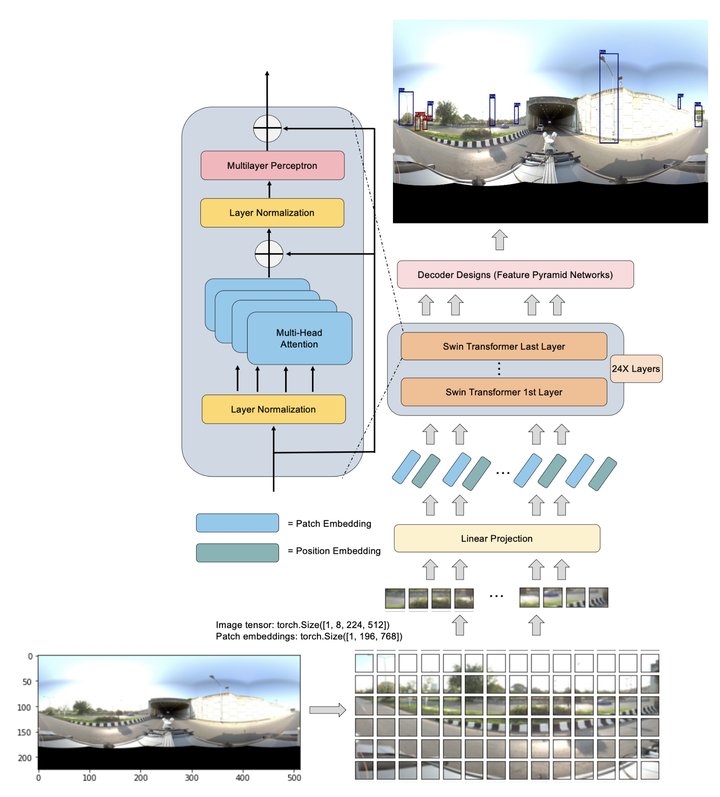 Multilayer Perceptron
Layer Normalization
Multi-Head
Attention
Layer Normalization
Decoder Designs (Feature Pyramid Networks)
Swin Transformer Last Layer
24X Layers
Swin Transformer 1st Layer
...
= Patch Embedding
= Position Embedding
Linear Projection
...
Image tensor: torch.Size([1, 8, 224, 512])
Patch embeddings: torch.Size([1, 196, 768])
0
50
100
150
200
0 100 200 300 400 500